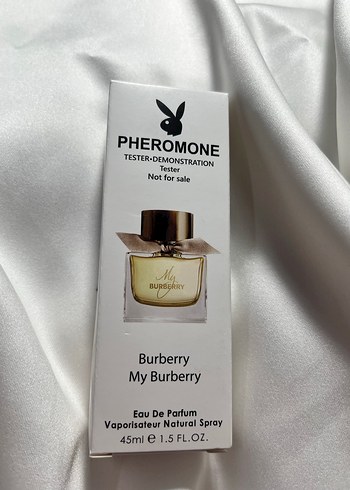 PHEROMONE
TESTER•DEMONSTRATION
Tester
Not for sale
My
BURBERRY
Burberry
My Burberry
Eau De Parfum
Vaporisateur Natural Spray
45ml ℮ 1.5 FL.OZ.